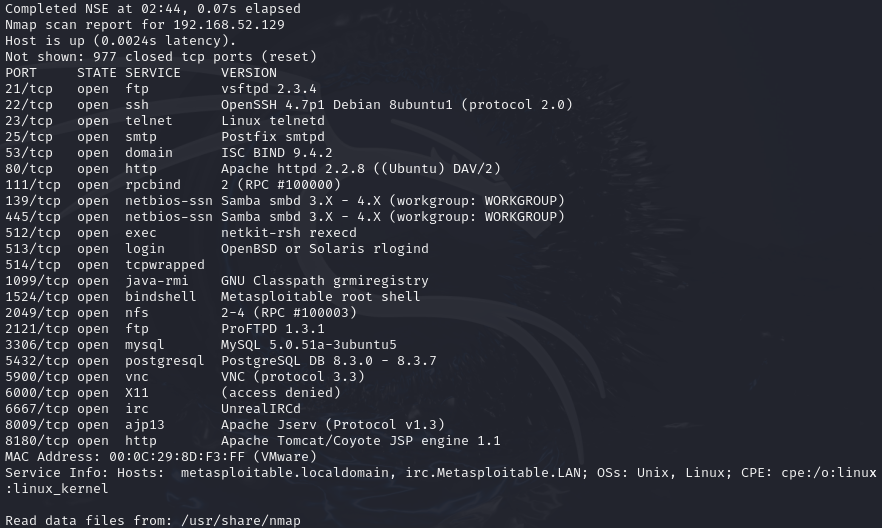 Completed NSE at 02:44, 0.07s elapsed
Nmap scan report for 192.168.52.129
Host is up (0.0024s latency).
Not shown: 977 closed tcp ports (reset)
PORT     STATE SERVICE     VERSION
21/tcp   open  ftp         vsftpd 2.3.4
22/tcp   open  ssh         OpenSSH 4.7p1 Debian 8ubuntu1 (protocol 2.0)
23/tcp   open  telnet      Linux telnetd
25/tcp   open  smtp        Postfix smtpd
53/tcp   open  domain      ISC BIND 9.4.2
80/tcp   open  http        Apache httpd 2.2.8 ((Ubuntu) DAV/2)
111/tcp  open  rpcbind     2 (RPC #100000)
139/tcp  open  netbios-ssn Samba smbd 3.X - 4.X (workgroup: WORKGROUP)
445/tcp  open  netbios-ssn Samba smbd 3.X - 4.X (workgroup: WORKGROUP)
512/tcp  open  exec        netkit-rsh rexecd
513/tcp  open  login       OpenBSD or Solaris rlogind
514/tcp  open  tcpwrapped
1099/tcp open  java-rmi    GNU Classpath grmiregistry
1524/tcp open  bindshell   Metasploitable root shell
2049/tcp open  nfs         2-4 (RPC #100003)
2121/tcp open  ftp         ProFTPD 1.3.1
3306/tcp open  mysql       MySQL 5.0.51a-3ubuntu5
5432/tcp open  postgresql  PostgreSQL DB 8.3.0 - 8.3.7
5900/tcp open  vnc         VNC (protocol 3.3)
6000/tcp open  X11         (access denied)
6667/tcp open  irc         UnrealIRCd
8009/tcp open  ajp13       Apache Jserv (Protocol v1.3)
8180/tcp open  http        Apache Tomcat/Coyote JSP engine 1.1
MAC Address: 00:0C:29:8D:F3:FF (VMware)
Service Info: Hosts:  metasploitable.localdomain, irc.Metasploitable.LAN; OSs: Unix, Linux; CPE: cpe:/o:linux
:linux_kernel
Read data files from: /usr/share/nmap